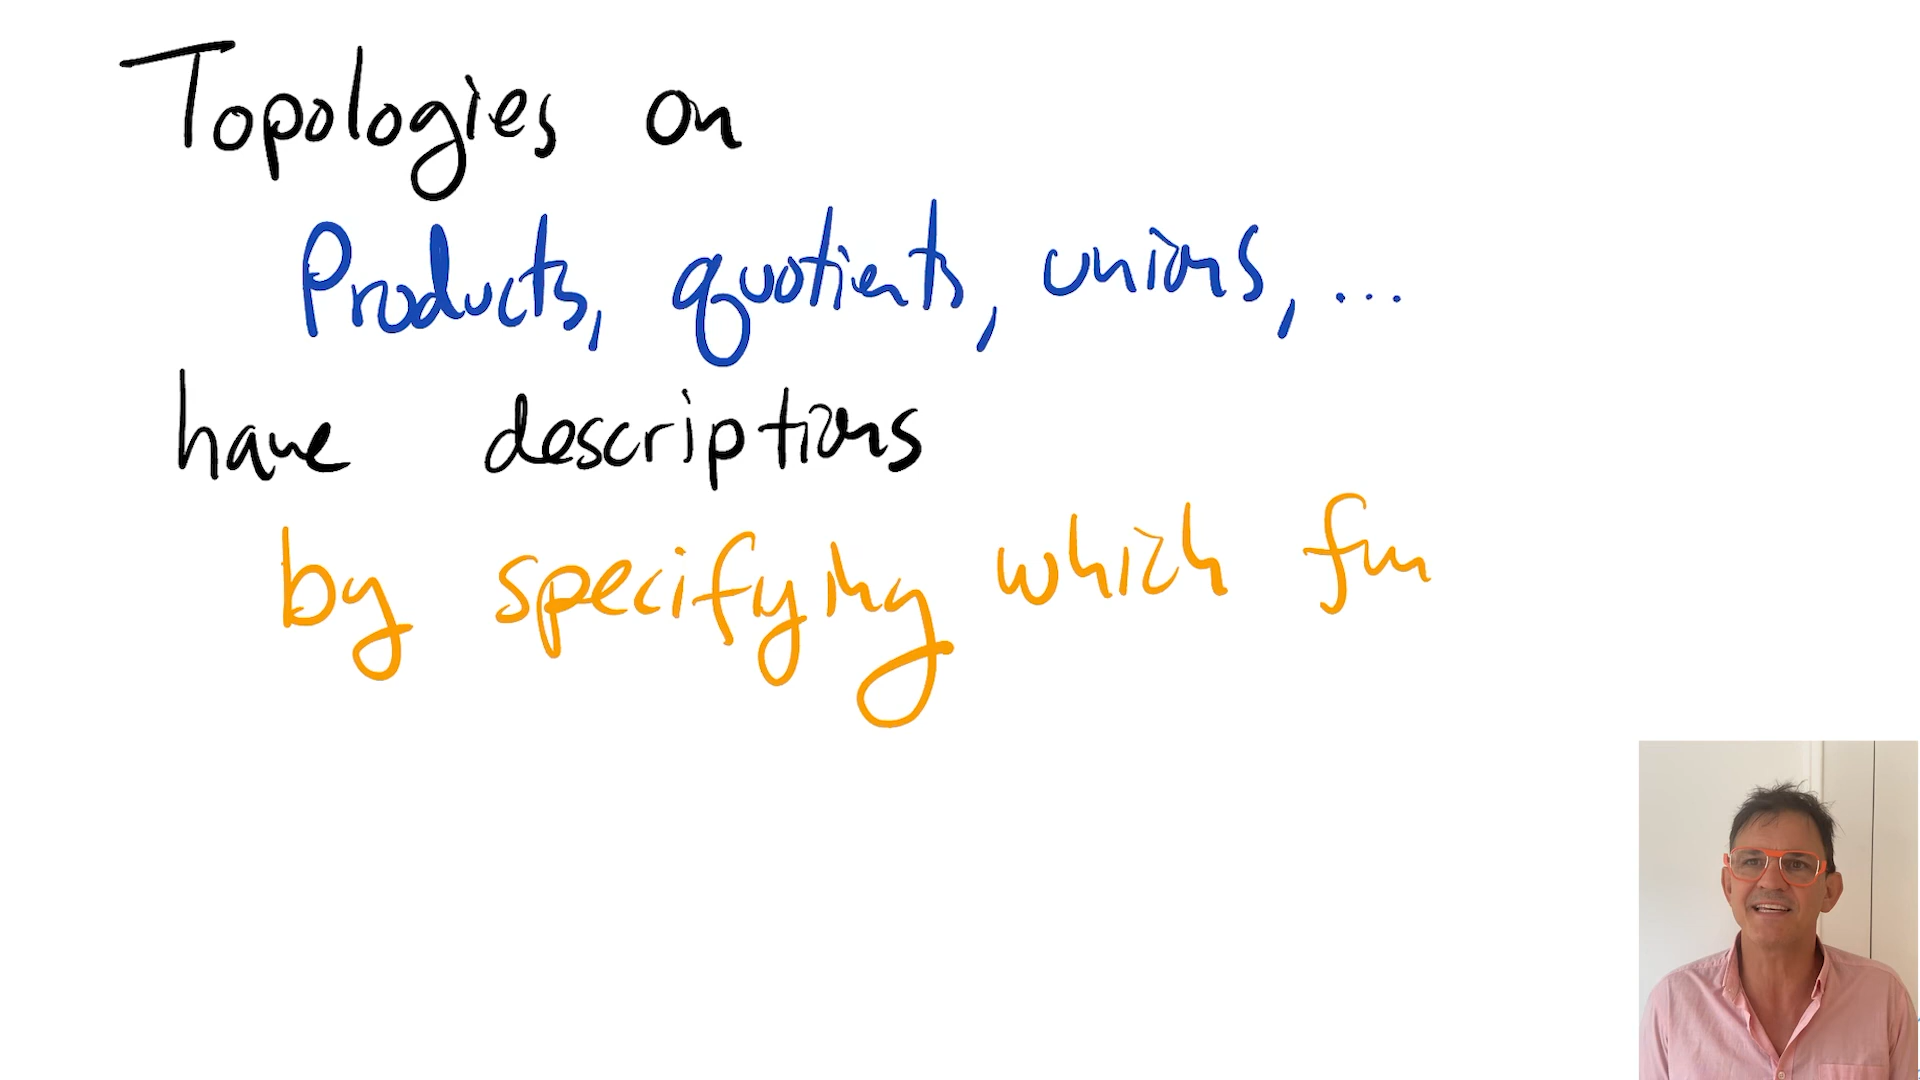 Topologies on
Products, quotients, unions, ...
have descriptions
by specifying which fun